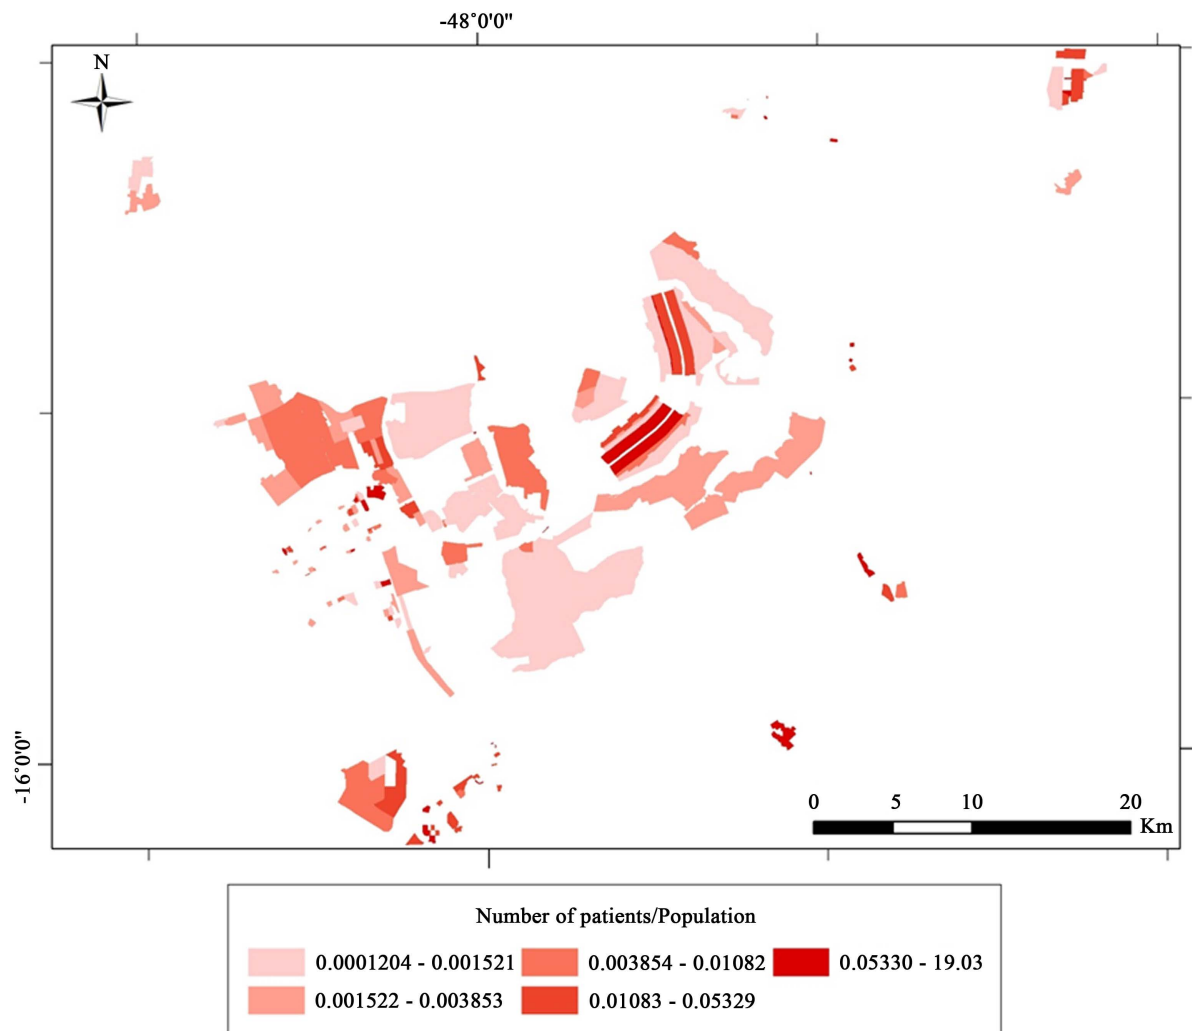 -48°0'0"
N
-16°0'0"
0 5 10 20
Km
Number of patients/Population
0.0001204 - 0.001521 0.003854 - 0.01082 0.05330 - 19.03
0.001522 - 0.003853 0.01083 - 0.05329